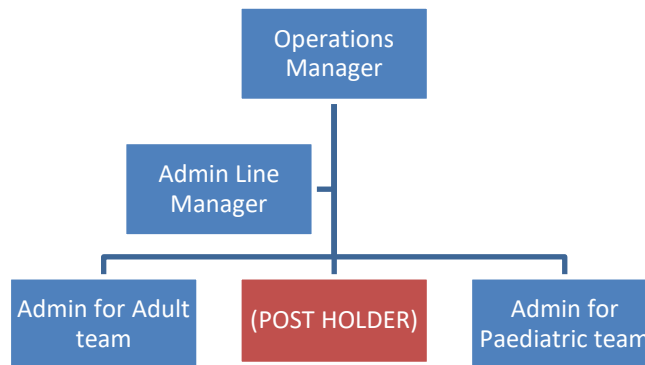 Operations
Manager
Admin Line
Manager
Admin for Adult
team
(POST HOLDER)
Admin for
Paediatric team